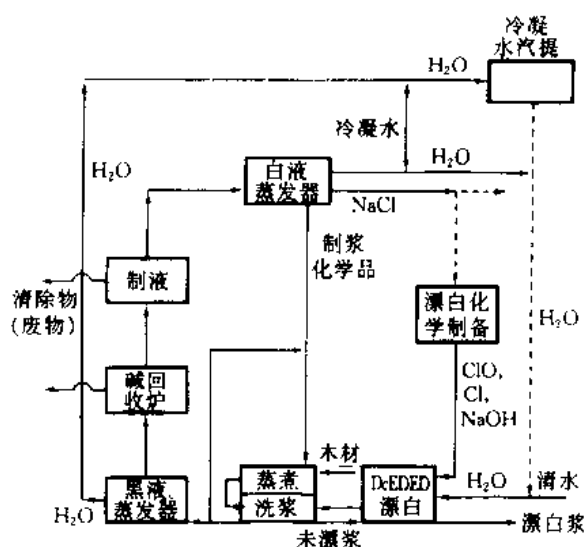 冷凝
水汽提
H₂O
冷凝水
H₂O
H₂O
白液
蒸发器
NaCl
制浆
化学品
制液
清除物
(废物)
漂白化
学制备
H₂O
碱回
收炉
ClO,
Cl,
NaOH
木材
黑液
蒸发器
蒸煮
洗浆
DcEDED
漂白
H₂O
清水
H₂O
未漂浆
漂白浆